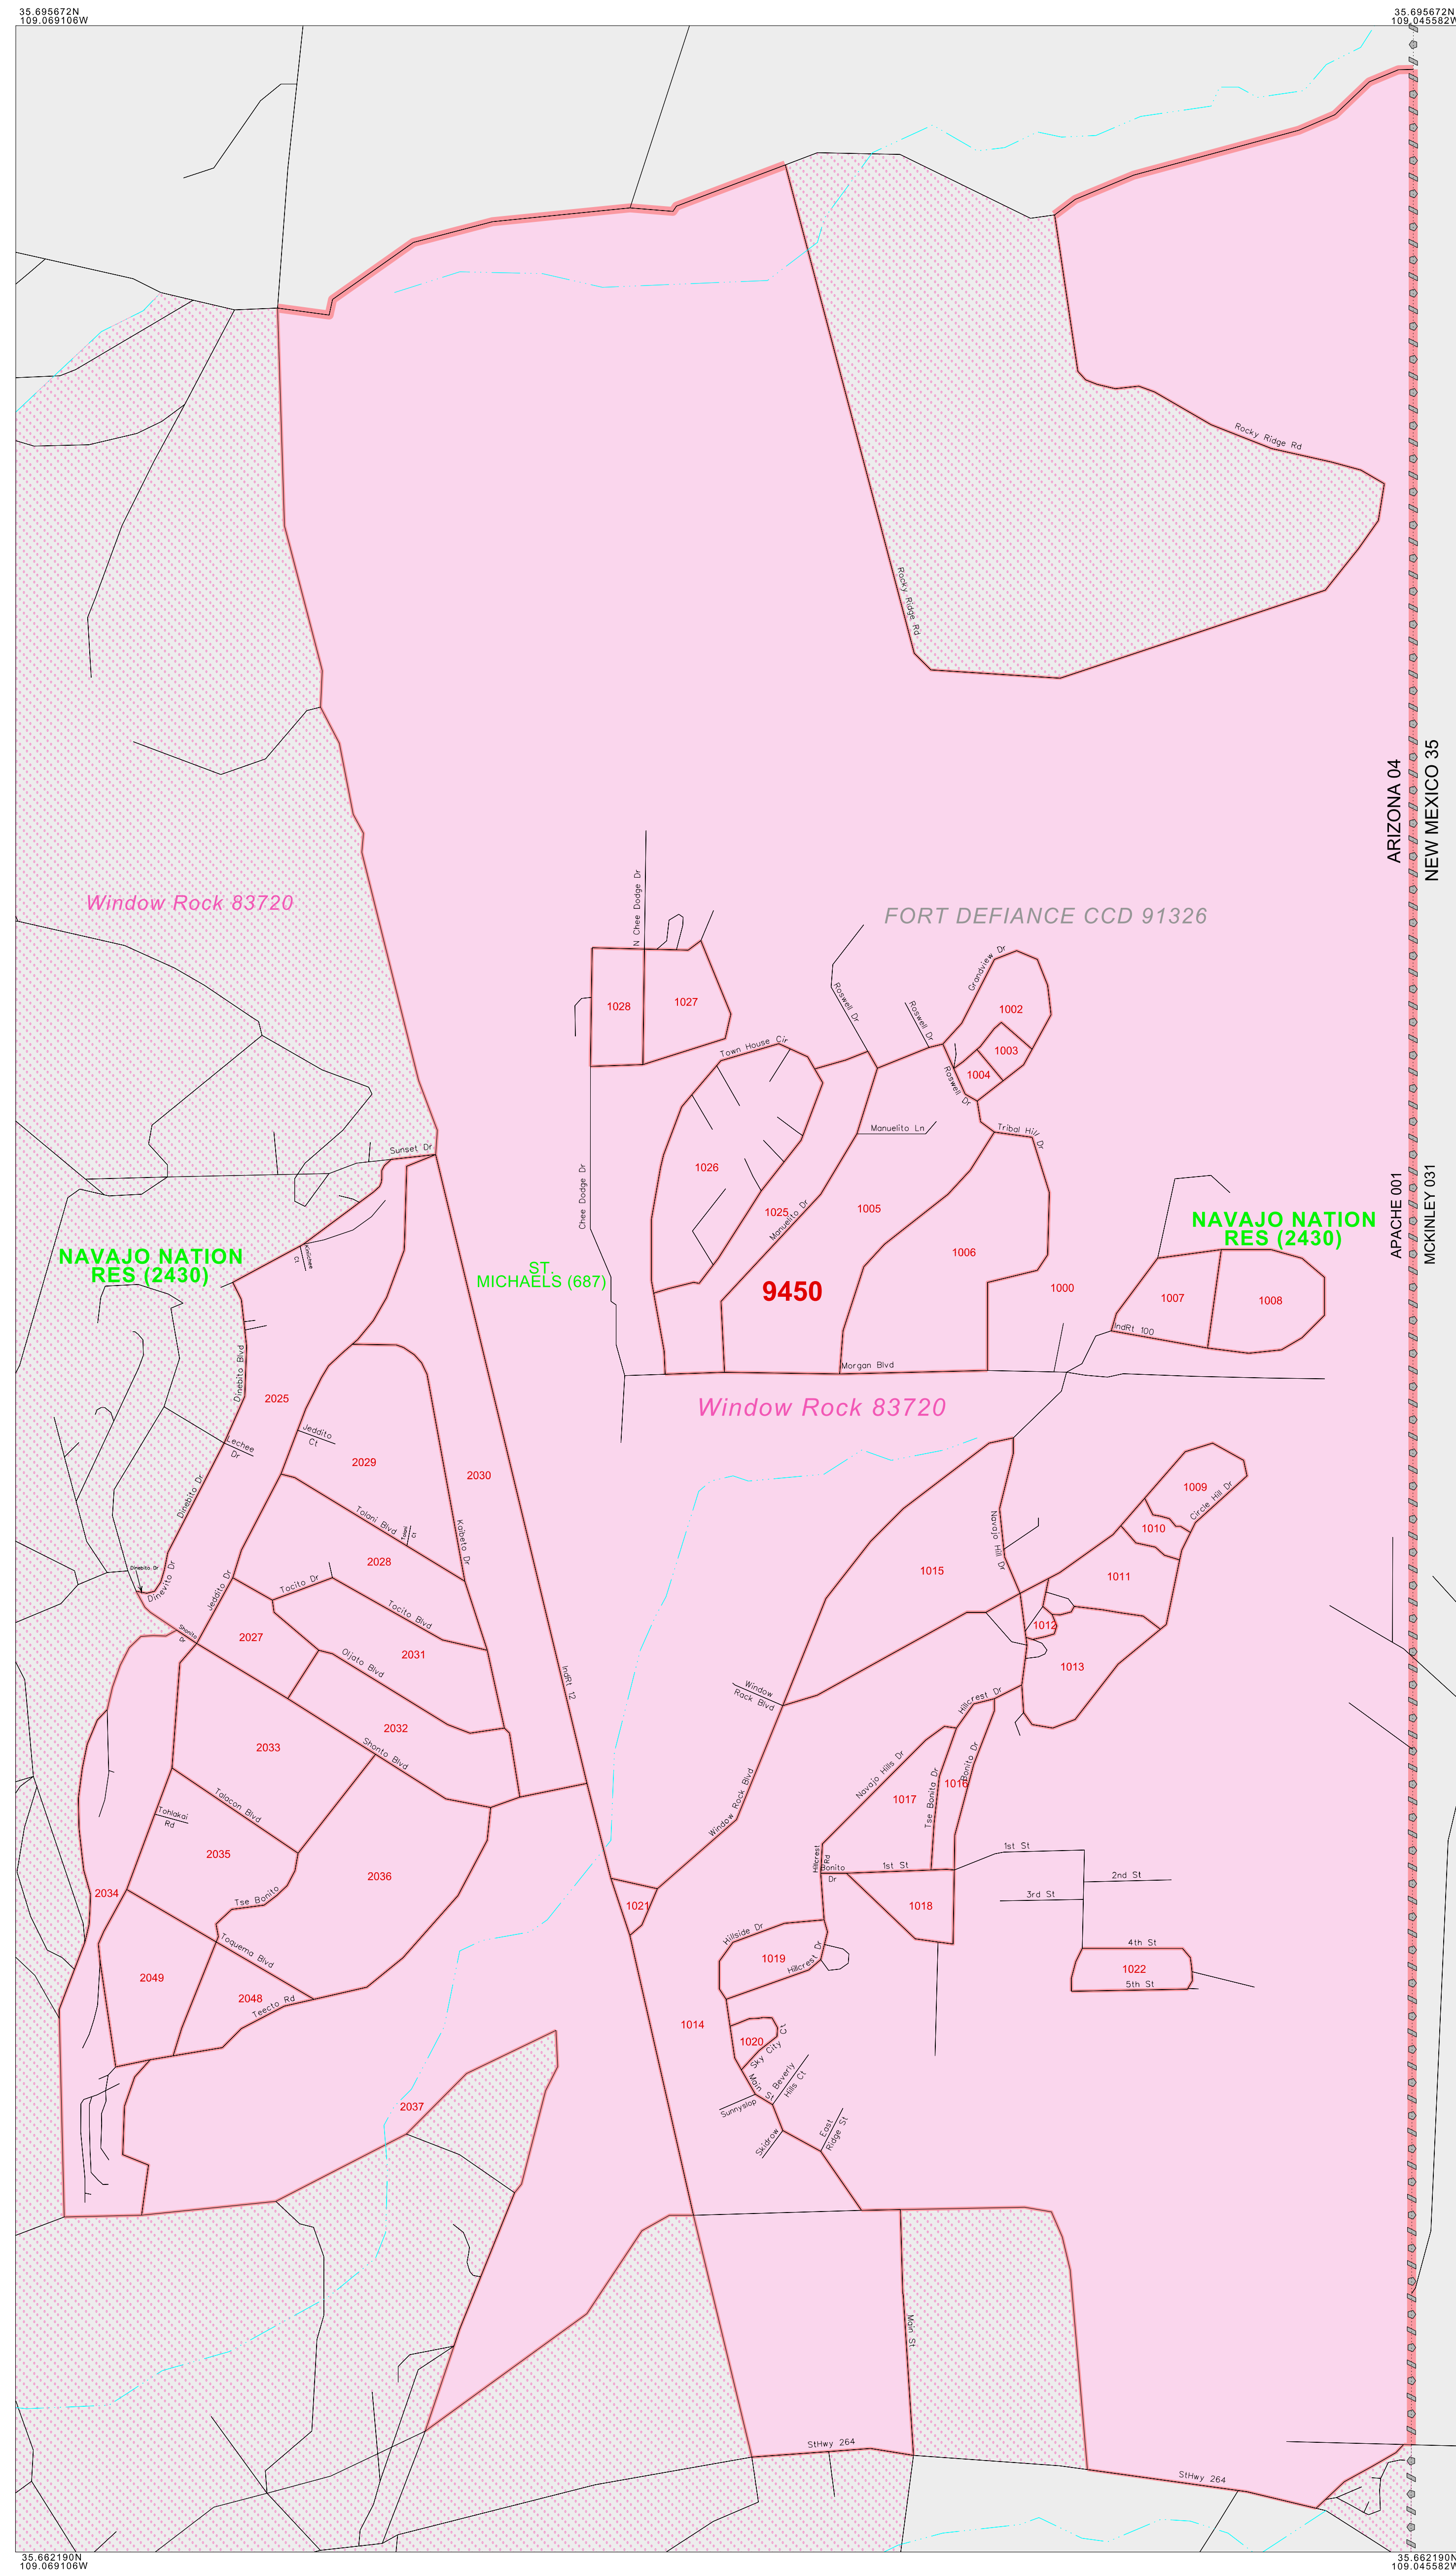 35.695672N
109.069106W
35.695672N
109.045582W
Rocky Ridge Rd
Rocky Ridge Rd
ARIZONA 04
NEW MEXICO 35
N Chee Dodge Dr
Window Rock 83720
FORT DEFIANCE CCD 91326
Grandview Dr
Roswell Dr
Roswell Dr
1028
1027
1002
Town House Cir
1003
1004
Roswell Dr
Manuelito Ln
Tribal Hill Dr
Sunset Dr
1026
Chee Dodge Dr
1025
Manuelito Dr
1005
APACHE 001
MCKINLEY 031
NAVAJO NATION
RES (2430)
NAVAJO NATION
RES (2430)
Kinlichee
Ct
ST.
MICHAELS (687)
1006
9450
1000
1007
1008
IndRt 100
Dinebito Blvd
Morgan Blvd
2025
Window Rock 83720
Jeddito
Ct
Lechee
Dr
2029
2030
Dinebito Dr
1009
Circle Hill Dr
Tolani Blvd
Tolani
Ct
Kaibeto Dr
Navajo Hill Dr
1010
2028
Dinebito Dr
Dinevito Dr
Jeddito Dr
Tocito Dr
1015
1011
Tocito Blvd
1012
Shonto
Dr
2027
2031
Oljato Blvd
1013
IndRt 12
Window
Rock Blvd
Hillcrest Dr
2032
2033
Shonto Blvd
Navajo Hills Dr
Bonito Dr
1016
1017
Tse Bonita Dr
Talacon Blvd
Tohlakai
Rd
Window Rock Blvd
1st St
2035
Hillcrest
Rd
Bonito
Dr
1st St
2036
2nd St
3rd St
2034
Tse Bonito
1021
1018
Hillside Dr
Toquema Blvd
4th St
1019
Hillcrest Dr
1022
2049
5th St
2048
Teecto Rd
1014
1020
Sky City
Ct
Main
St
Beverly
Hills Ct
2037
Sunnyslop
East
Ridge St
Skidrow
Main St
StHwy 264
StHwy 264
35.662190N
109.069106W
35.662190N
109.045582W